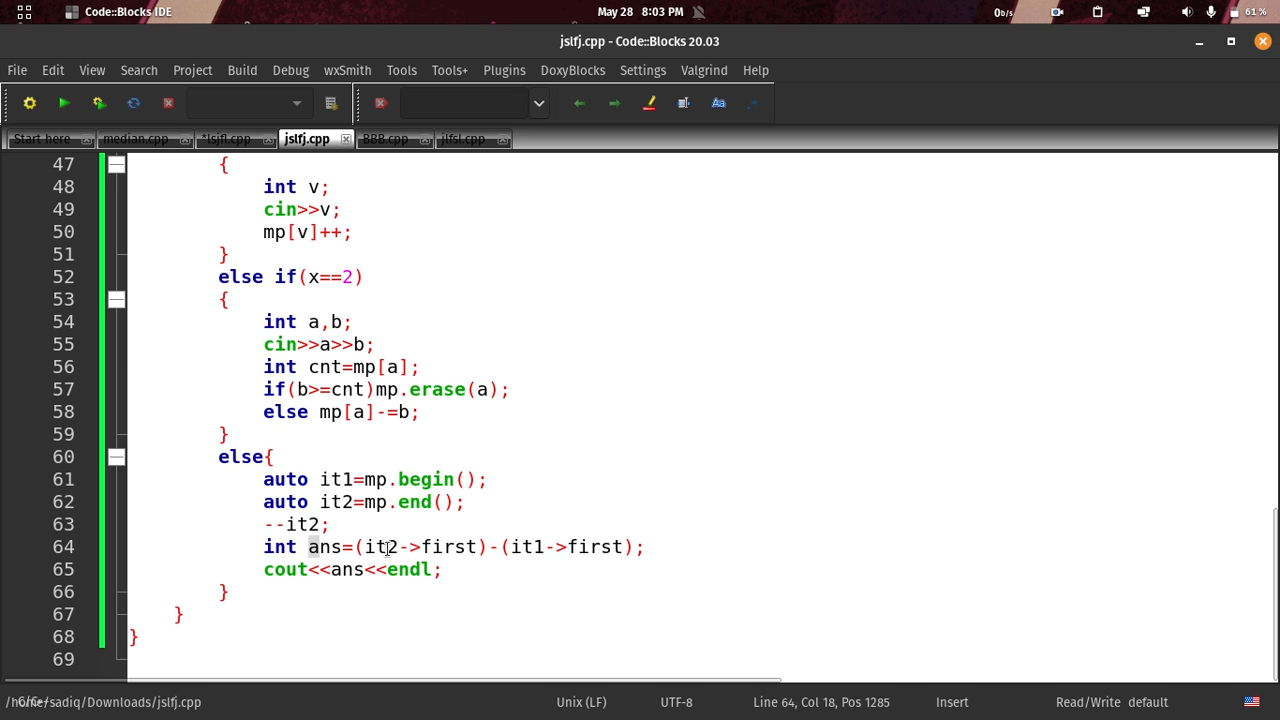 Code::Blocks IDE
May 28 8:03 PM
0b/s
61 %
jslfj.cpp - Code::Blocks 20.03
File Edit View Search Project Build Debug wxSmith Tools Tools+ Plugins DoxyBlocks Settings Valgrind Help
Start here median.cpp *lsjfl.cpp jslfj.cpp BBB.cpp jlfsl.cpp
47 {
48 int v;
49 cin>>v;
50 mp[v]++;
51 }
52 else if(x==2)
53 {
54 int a,b;
55 cin>>a>>b;
56 int cnt=mp[a];
57 if(b>=cnt)mp.erase(a);
58 else mp[a]-=b;
59 }
60 else{
61 auto it1=mp.begin();
62 auto it2=mp.end();
63 --it2;
64 int ans=(it2->first)-(it1->first);
65 cout<<ans<<endl;
66 }
67 }
68 }
69
/home/sadiq/Downloads/jslfj.cpp Unix (LF) UTF-8 Line 64, Col 18, Pos 1285 Insert Read/Write default